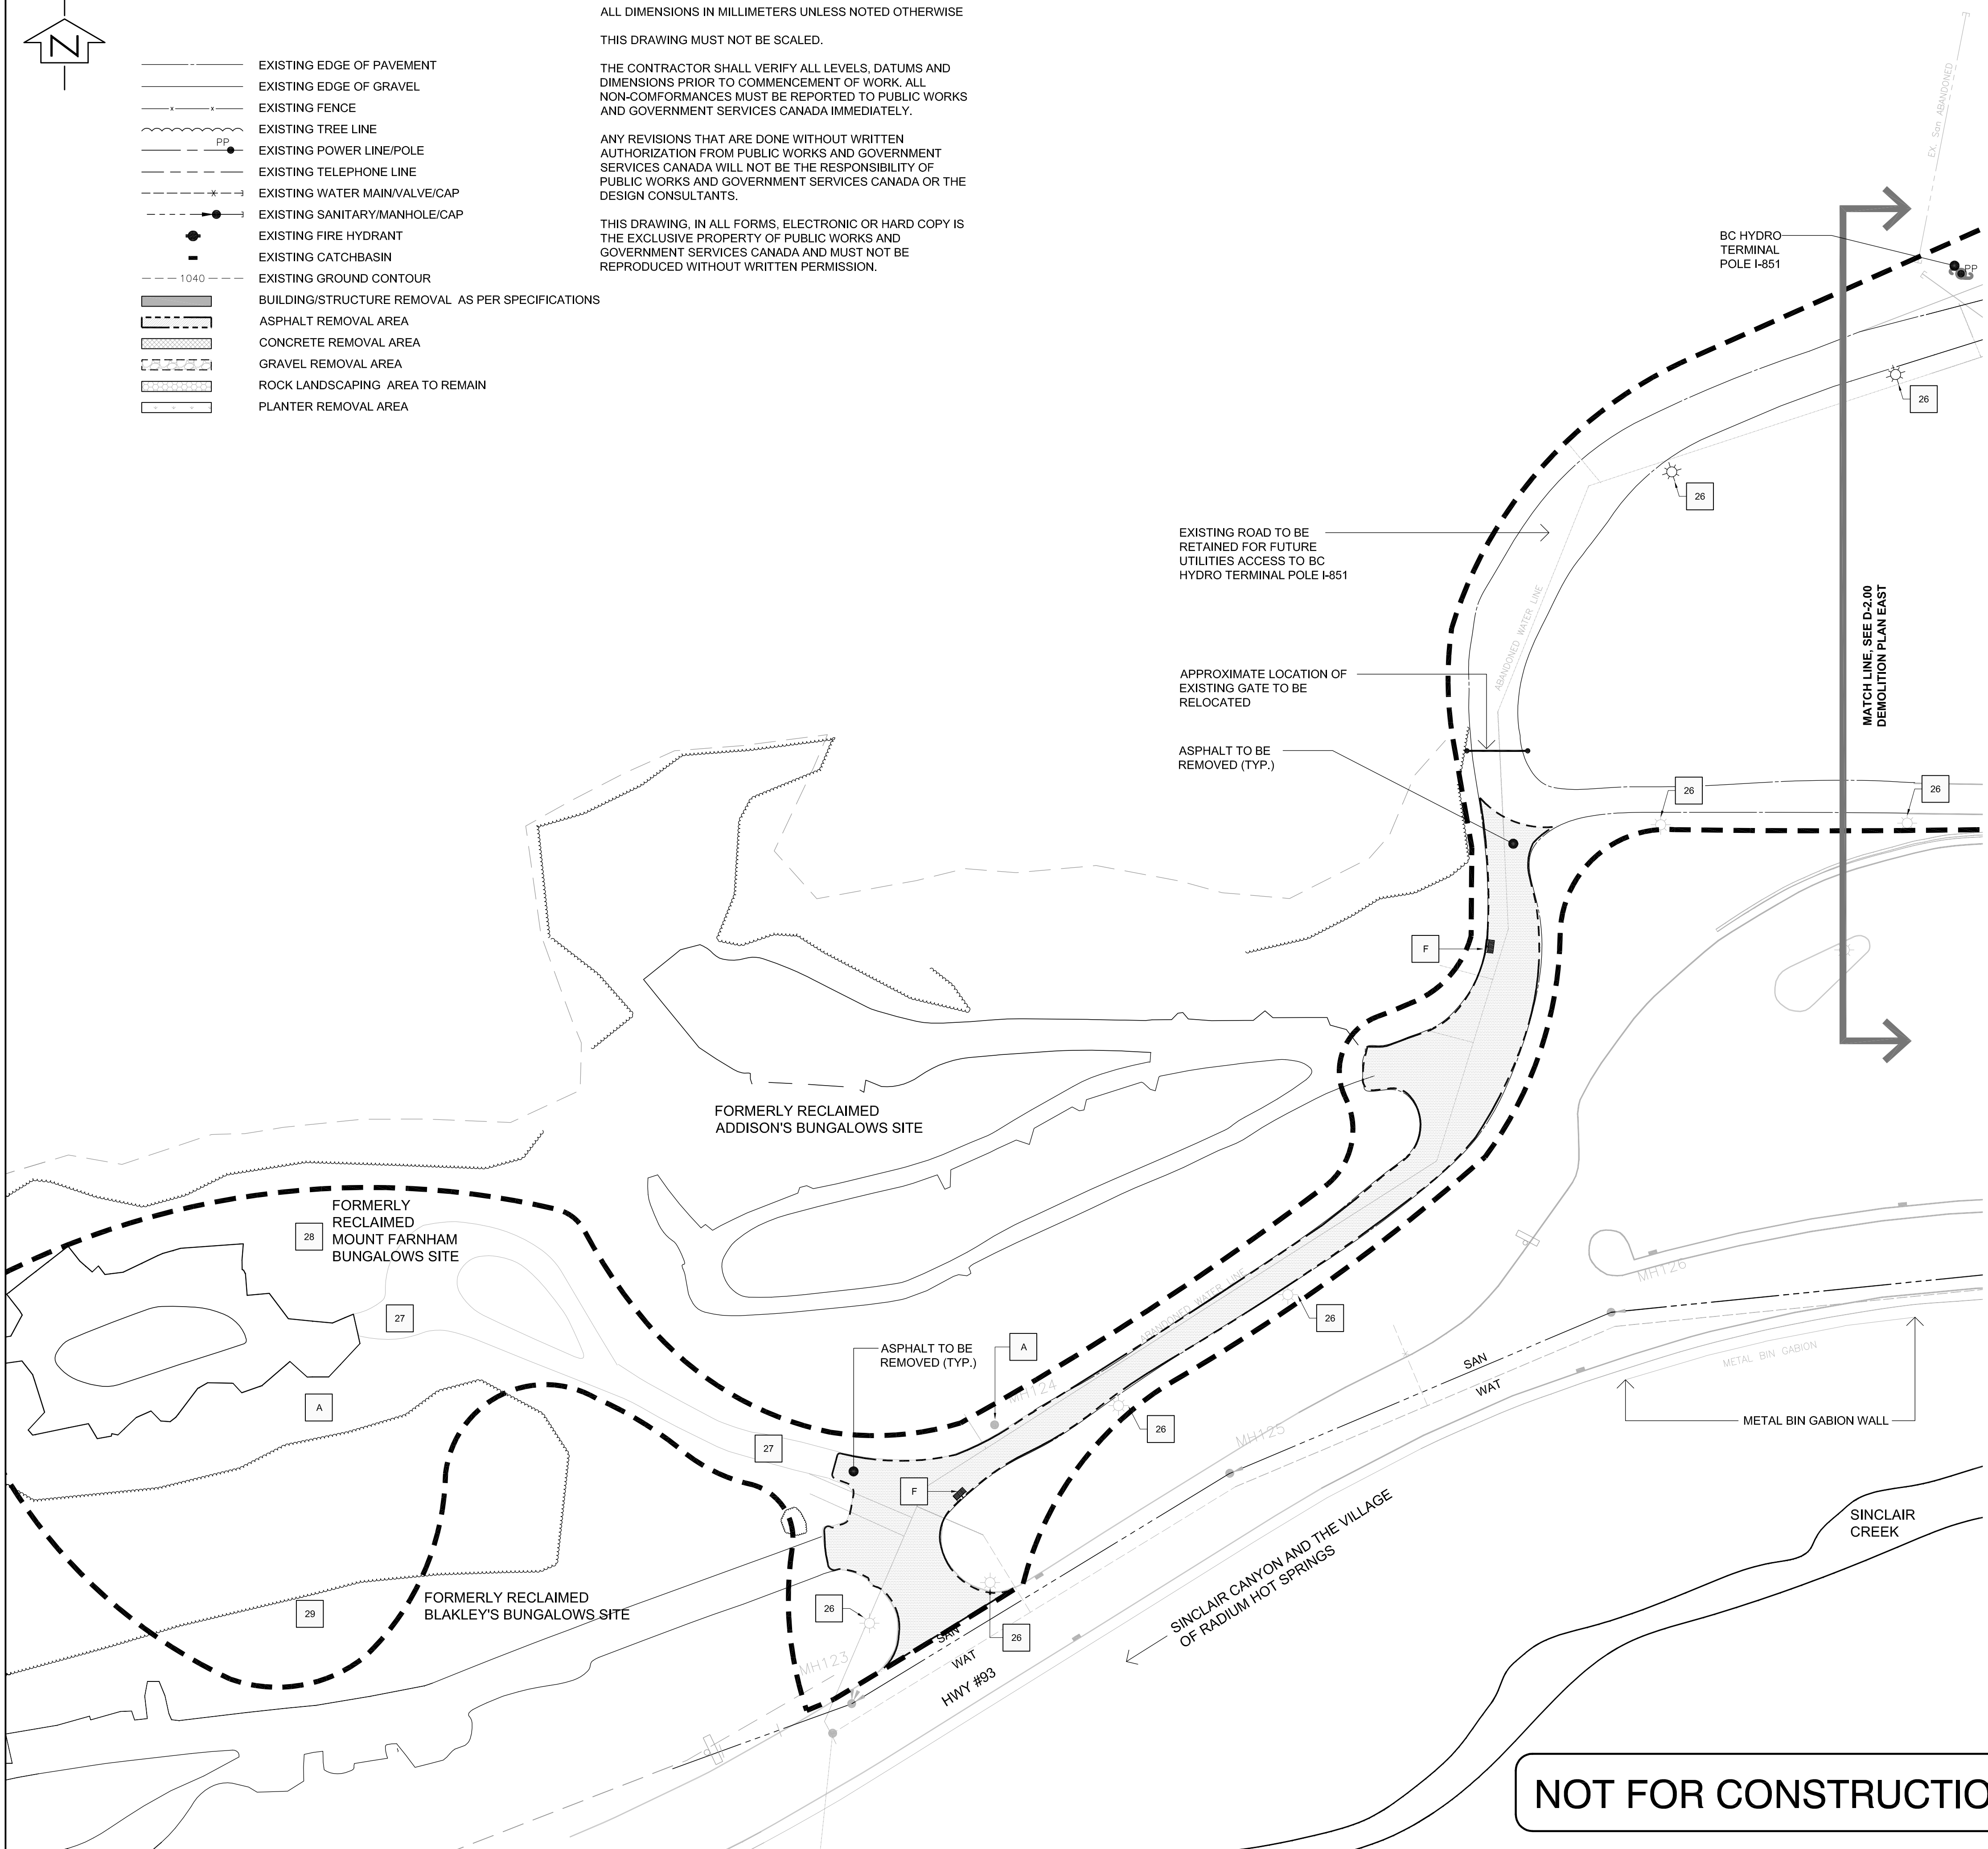 N
EXISTING EDGE OF PAVEMENT
EXISTING EDGE OF GRAVEL
x x
EXISTING FENCE
EXISTING TREE LINE
PP
EXISTING POWER LINE/POLE
EXISTING TELEPHONE LINE
x
EXISTING WATER MAIN/VALVE/CAP
EXISTING SANITARY/MANHOLE/CAP
EXISTING FIRE HYDRANT
EXISTING CATCHBASIN
1040
EXISTING GROUND CONTOUR
BUILDING/STRUCTURE REMOVAL AS PER SPECIFICATIONS
ASPHALT REMOVAL AREA
CONCRETE REMOVAL AREA
GRAVEL REMOVAL AREA
ROCK LANDSCAPING AREA TO REMAIN
PLANTER REMOVAL AREA
ALL DIMENSIONS IN MILLIMETERS UNLESS NOTED OTHERWISE
THIS DRAWING MUST NOT BE SCALED.
THE CONTRACTOR SHALL VERIFY ALL LEVELS, DATUMS AND
DIMENSIONS PRIOR TO COMMENCEMENT OF WORK. ALL
NON-COMFORMANCES MUST BE REPORTED TO PUBLIC WORKS
AND GOVERNMENT SERVICES CANADA IMMEDIATELY.
ANY REVISIONS THAT ARE DONE WITHOUT WRITTEN
AUTHORIZATION FROM PUBLIC WORKS AND GOVERNMENT
SERVICES CANADA WILL NOT BE THE RESPONSIBILITY OF
PUBLIC WORKS AND GOVERNMENT SERVICES CANADA OR THE
DESIGN CONSULTANTS.
THIS DRAWING, IN ALL FORMS, ELECTRONIC OR HARD COPY IS
THE EXCLUSIVE PROPERTY OF PUBLIC WORKS AND
GOVERNMENT SERVICES CANADA AND MUST NOT BE
REPRODUCED WITHOUT WRITTEN PERMISSION.
EX. San ABANDONED
BC HYDRO
TERMINAL
POLE I-851
PP
26
26
EXISTING ROAD TO BE
RETAINED FOR FUTURE
UTILITIES ACCESS TO BC
HYDRO TERMINAL POLE I-851
ABANDONED WATER LINE
MATCH LINE, SEE D-2.00
DEMOLITION PLAN EAST
APPROXIMATE LOCATION OF
EXISTING GATE TO BE
RELOCATED
ASPHALT TO BE
REMOVED (TYP.)
26
26
F
FORMERLY RECLAIMED
ADDISON'S BUNGALOWS SITE
FORMERLY
RECLAIMED
MOUNT FARNHAM
BUNGALOWS SITE
28
27
A
27
ABANDONED WATER LINE
26
ASPHALT TO BE
REMOVED (TYP.)
A
MH124
26
MH125
MH126
SAN
WAT
METAL BIN GABION
METAL BIN GABION WALL
F
FORMERLY RECLAIMED
BLAKLEY'S BUNGALOWS SITE
29
26
26
MH123
SAN
WAT
HWY #93
SINCLAIR CANYON AND THE VILLAGE
OF RADIUM HOT SPRINGS
SINCLAIR
CREEK
NOT FOR CONSTRUCTIO